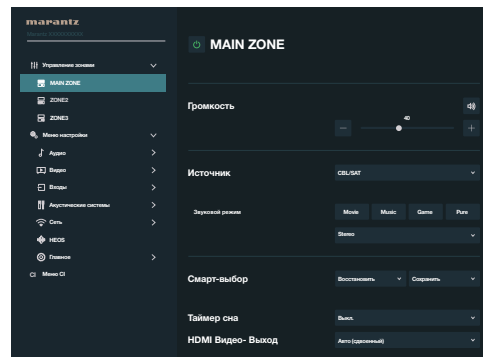 marantz
Управление зонами
MAIN ZONE
ZONE2
ZONE3
Меню настройки
Аудио
Видео
Входы
Акустические системы
Сеть
HEOS
Главное
CI Меню CI
MAIN ZONE
Громкость
40
Источник
CBL/SAT
Звуковой режим
Movie Music Game Pure
Stereo
Смарт-выбор
Восстановить Сохранить
Таймер сна
Выкл.
HDMI Видео- Выход
Авто (сдвоенный)